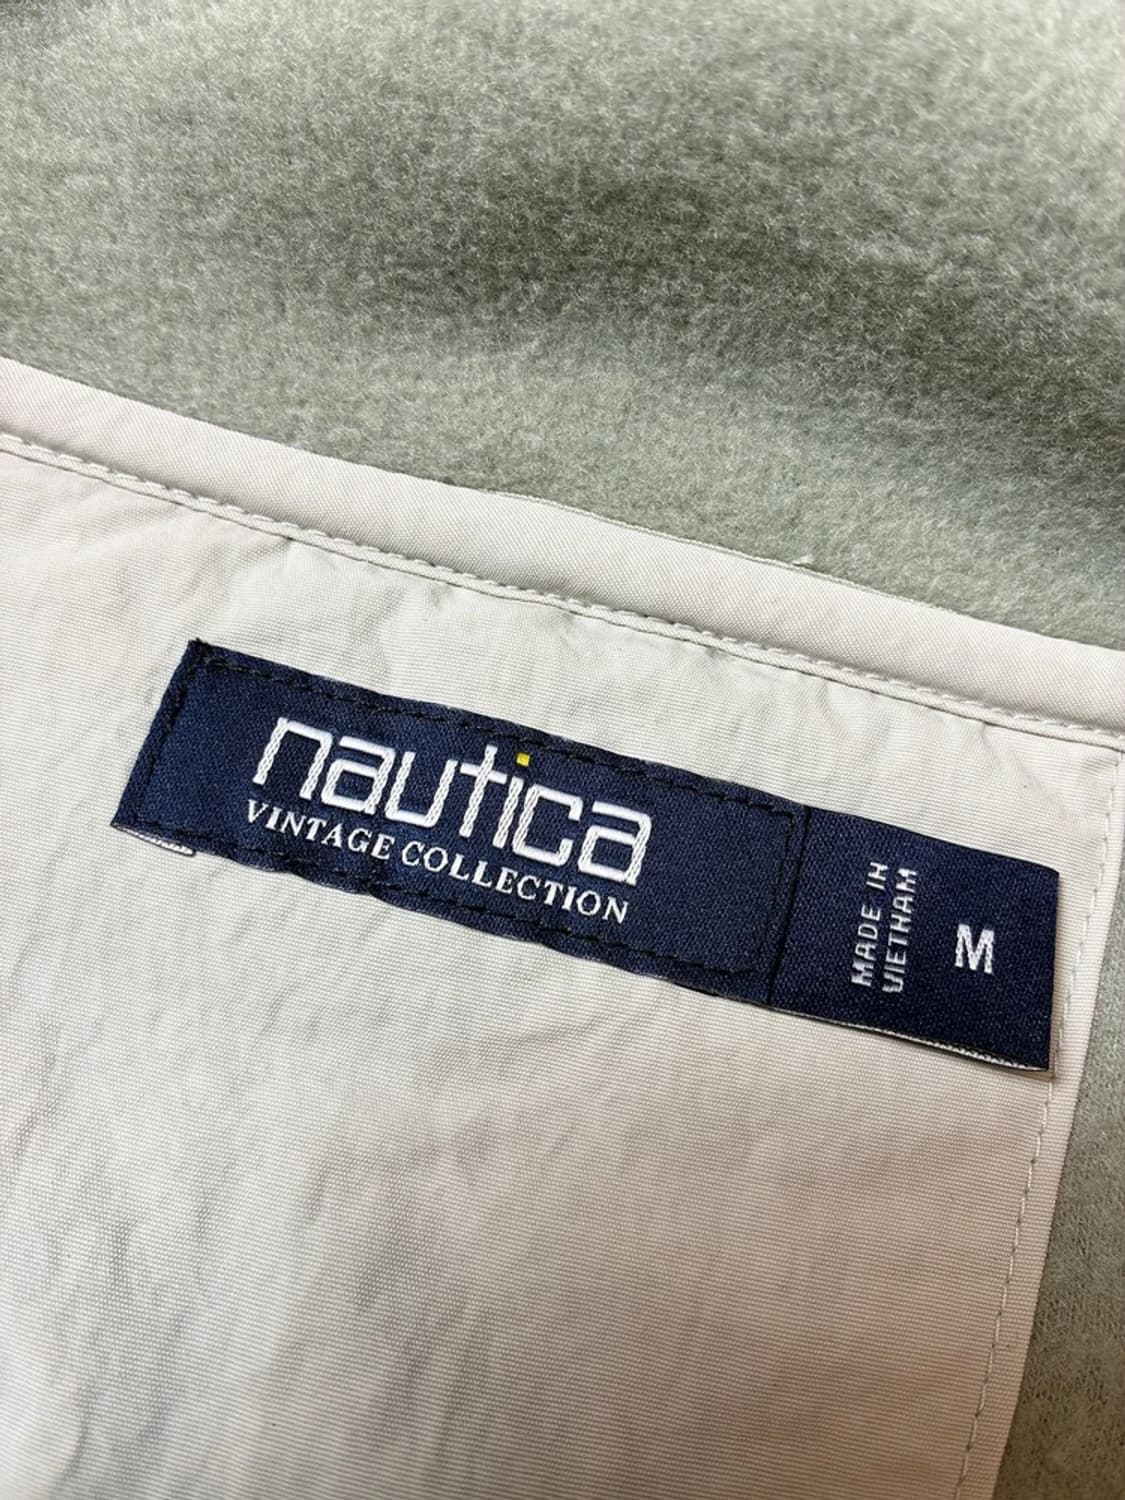 nautica
VINTAGE COLLECTION
MADE IN
VIETNAM
M